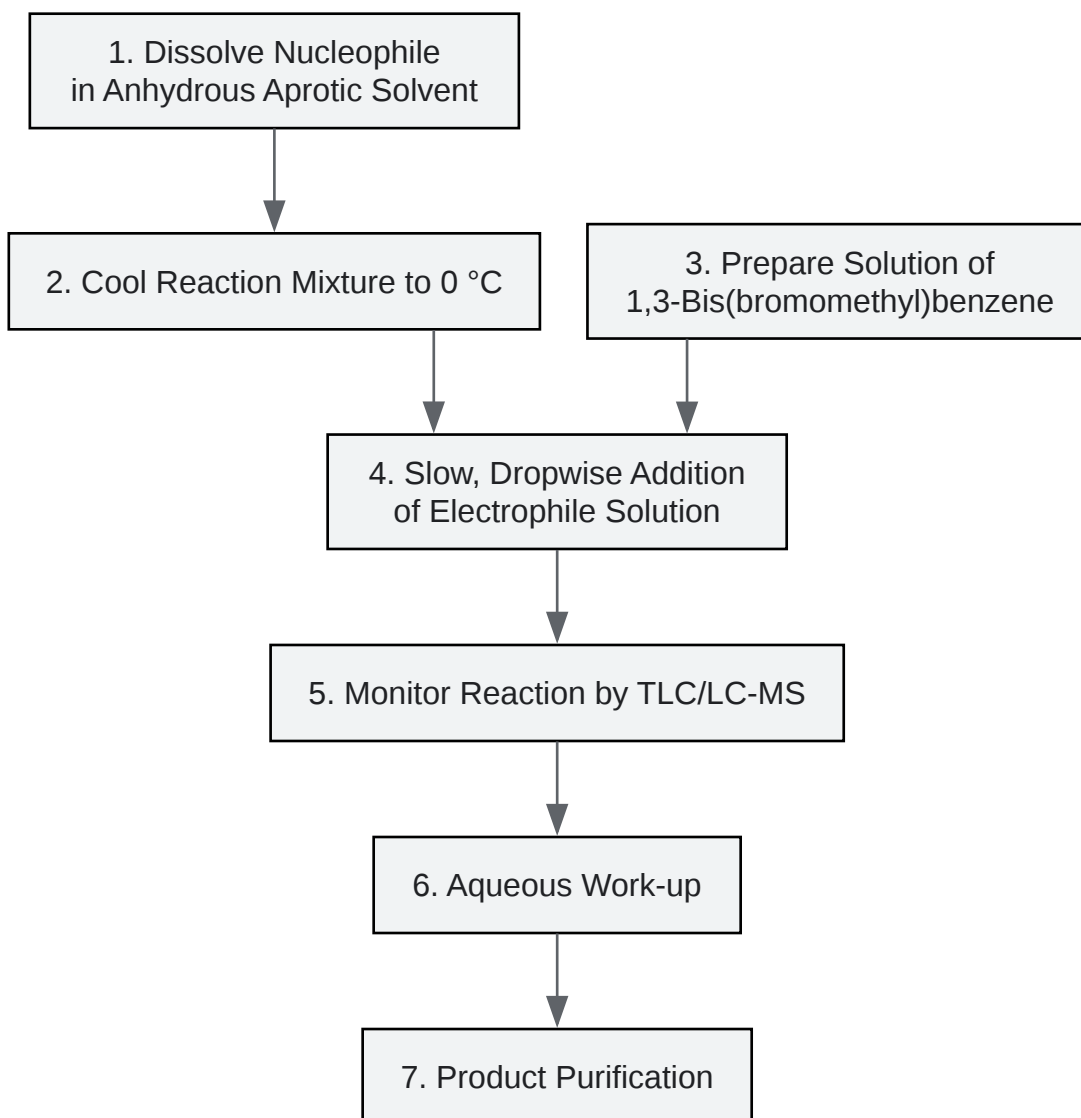 1. Dissolve Nucleophile
in Anhydrous Aprotic Solvent
2. Cool Reaction Mixture to 0 °C
3. Prepare Solution of
1,3-Bis(bromomethyl)benzene
4. Slow, Dropwise Addition
of Electrophile Solution
5. Monitor Reaction by TLC/LC-MS
6. Aqueous Work-up
7. Product Purification